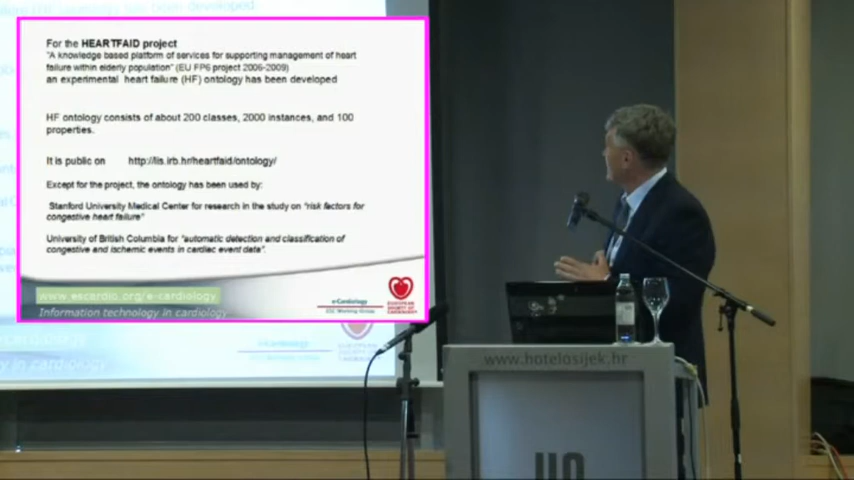 For the HEARTFAID project
"A knowledge based platform of services for supporting management of heart
failure within elderly population" (EU FP6 project 2006-2009)
an experimental heart failure (HF) ontology has been developed
HF ontology consists of about 200 classes, 2000 instances, and 100
properties.
It is public on http://lis.irb.hr/heartfaid/ontology/
Except for the project, the ontology has been used by:
Stanford University Medical Center for research in the study on "risk factors for
congestive heart failure"
University of British Columbia for "automatic detection and classification of
congestive and ischemic events in cardiac event data".
www.escardio.org/e-cardiology
Information technology in cardiology
e-Cardiology
ESC Working Group
EUROPEAN
SOCIETY OF
CARDIOLOGY
www.hotelosijek.hr